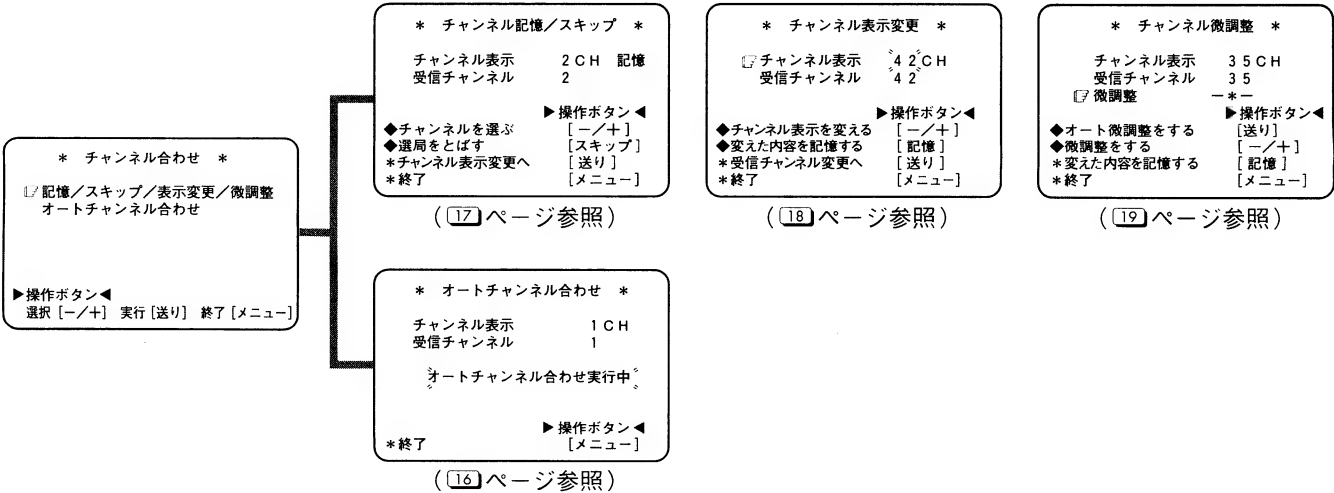 ＊ チャンネル合わせ ＊
☞記憶／スキップ／表示変更／微調整
オートチャンネル合わせ
▶操作ボタン◀
選択［－／＋］ 実行［送り］ 終了［メニュー］
＊ チャンネル記憶／スキップ ＊
チャンネル表示 2CH 記憶
受信チャンネル 2
▶操作ボタン◀
◆チャンネルを選ぶ ［－／＋］
◆選局をとばす ［スキップ］
＊チャンネル表示変更へ ［送り］
＊終了 ［メニュー］
（17ページ参照）
＊ チャンネル表示変更 ＊
☞チャンネル表示 42CH
受信チャンネル 42
▶操作ボタン◀
◆チャンネル表示を変える ［－／＋］
◆変えた内容を記憶する ［記憶］
＊受信チャンネル変更へ ［送り］
＊終了 ［メニュー］
（18ページ参照）
＊ チャンネル微調整 ＊
チャンネル表示 35CH
受信チャンネル 35
☞微調整 －＊－
▶操作ボタン◀
◆オート微調整をする ［送り］
◆微調整をする ［－／＋］
＊変えた内容を記憶する ［記憶］
＊終了 ［メニュー］
（19ページ参照）
＊ オートチャンネル合わせ ＊
チャンネル表示 1CH
受信チャンネル 1
オートチャンネル合わせ実行中
▶操作ボタン◀
＊終了 ［メニュー］
（16ページ参照）